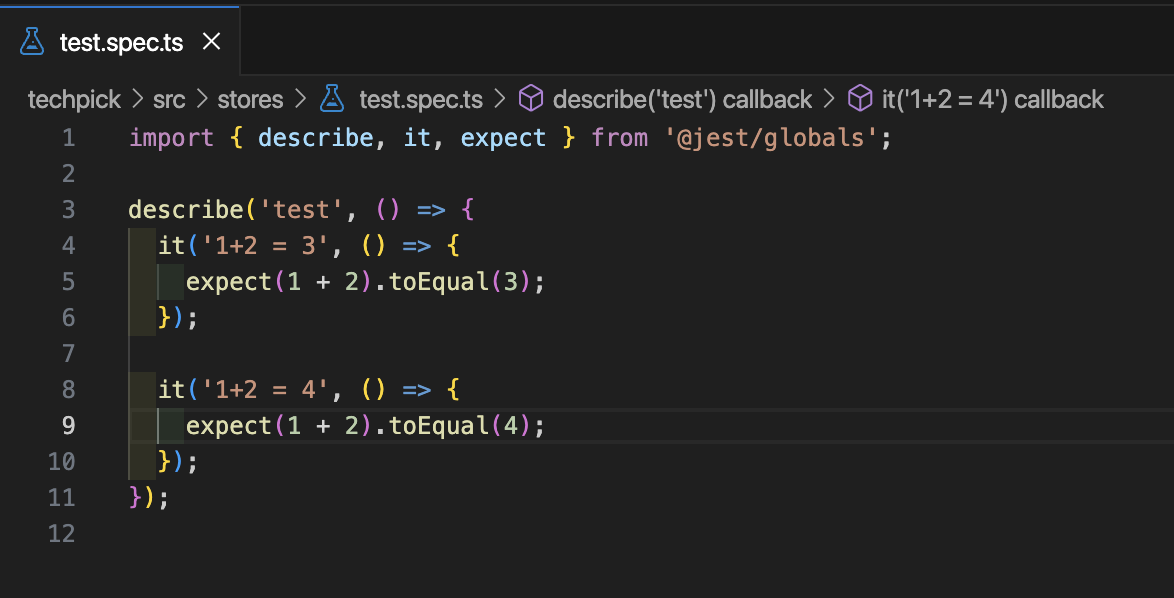 test.spec.ts
techpick > src > stores > test.spec.ts > describe('test') callback > it('1+2 = 4') callback
1 import { describe, it, expect } from '@jest/globals';
2
3 describe('test', () => {
4   it('1+2 = 3', () => {
5     expect(1 + 2).toEqual(3);
6   });
7
8   it('1+2 = 4', () => {
9     expect(1 + 2).toEqual(4);
10   });
11 });
12